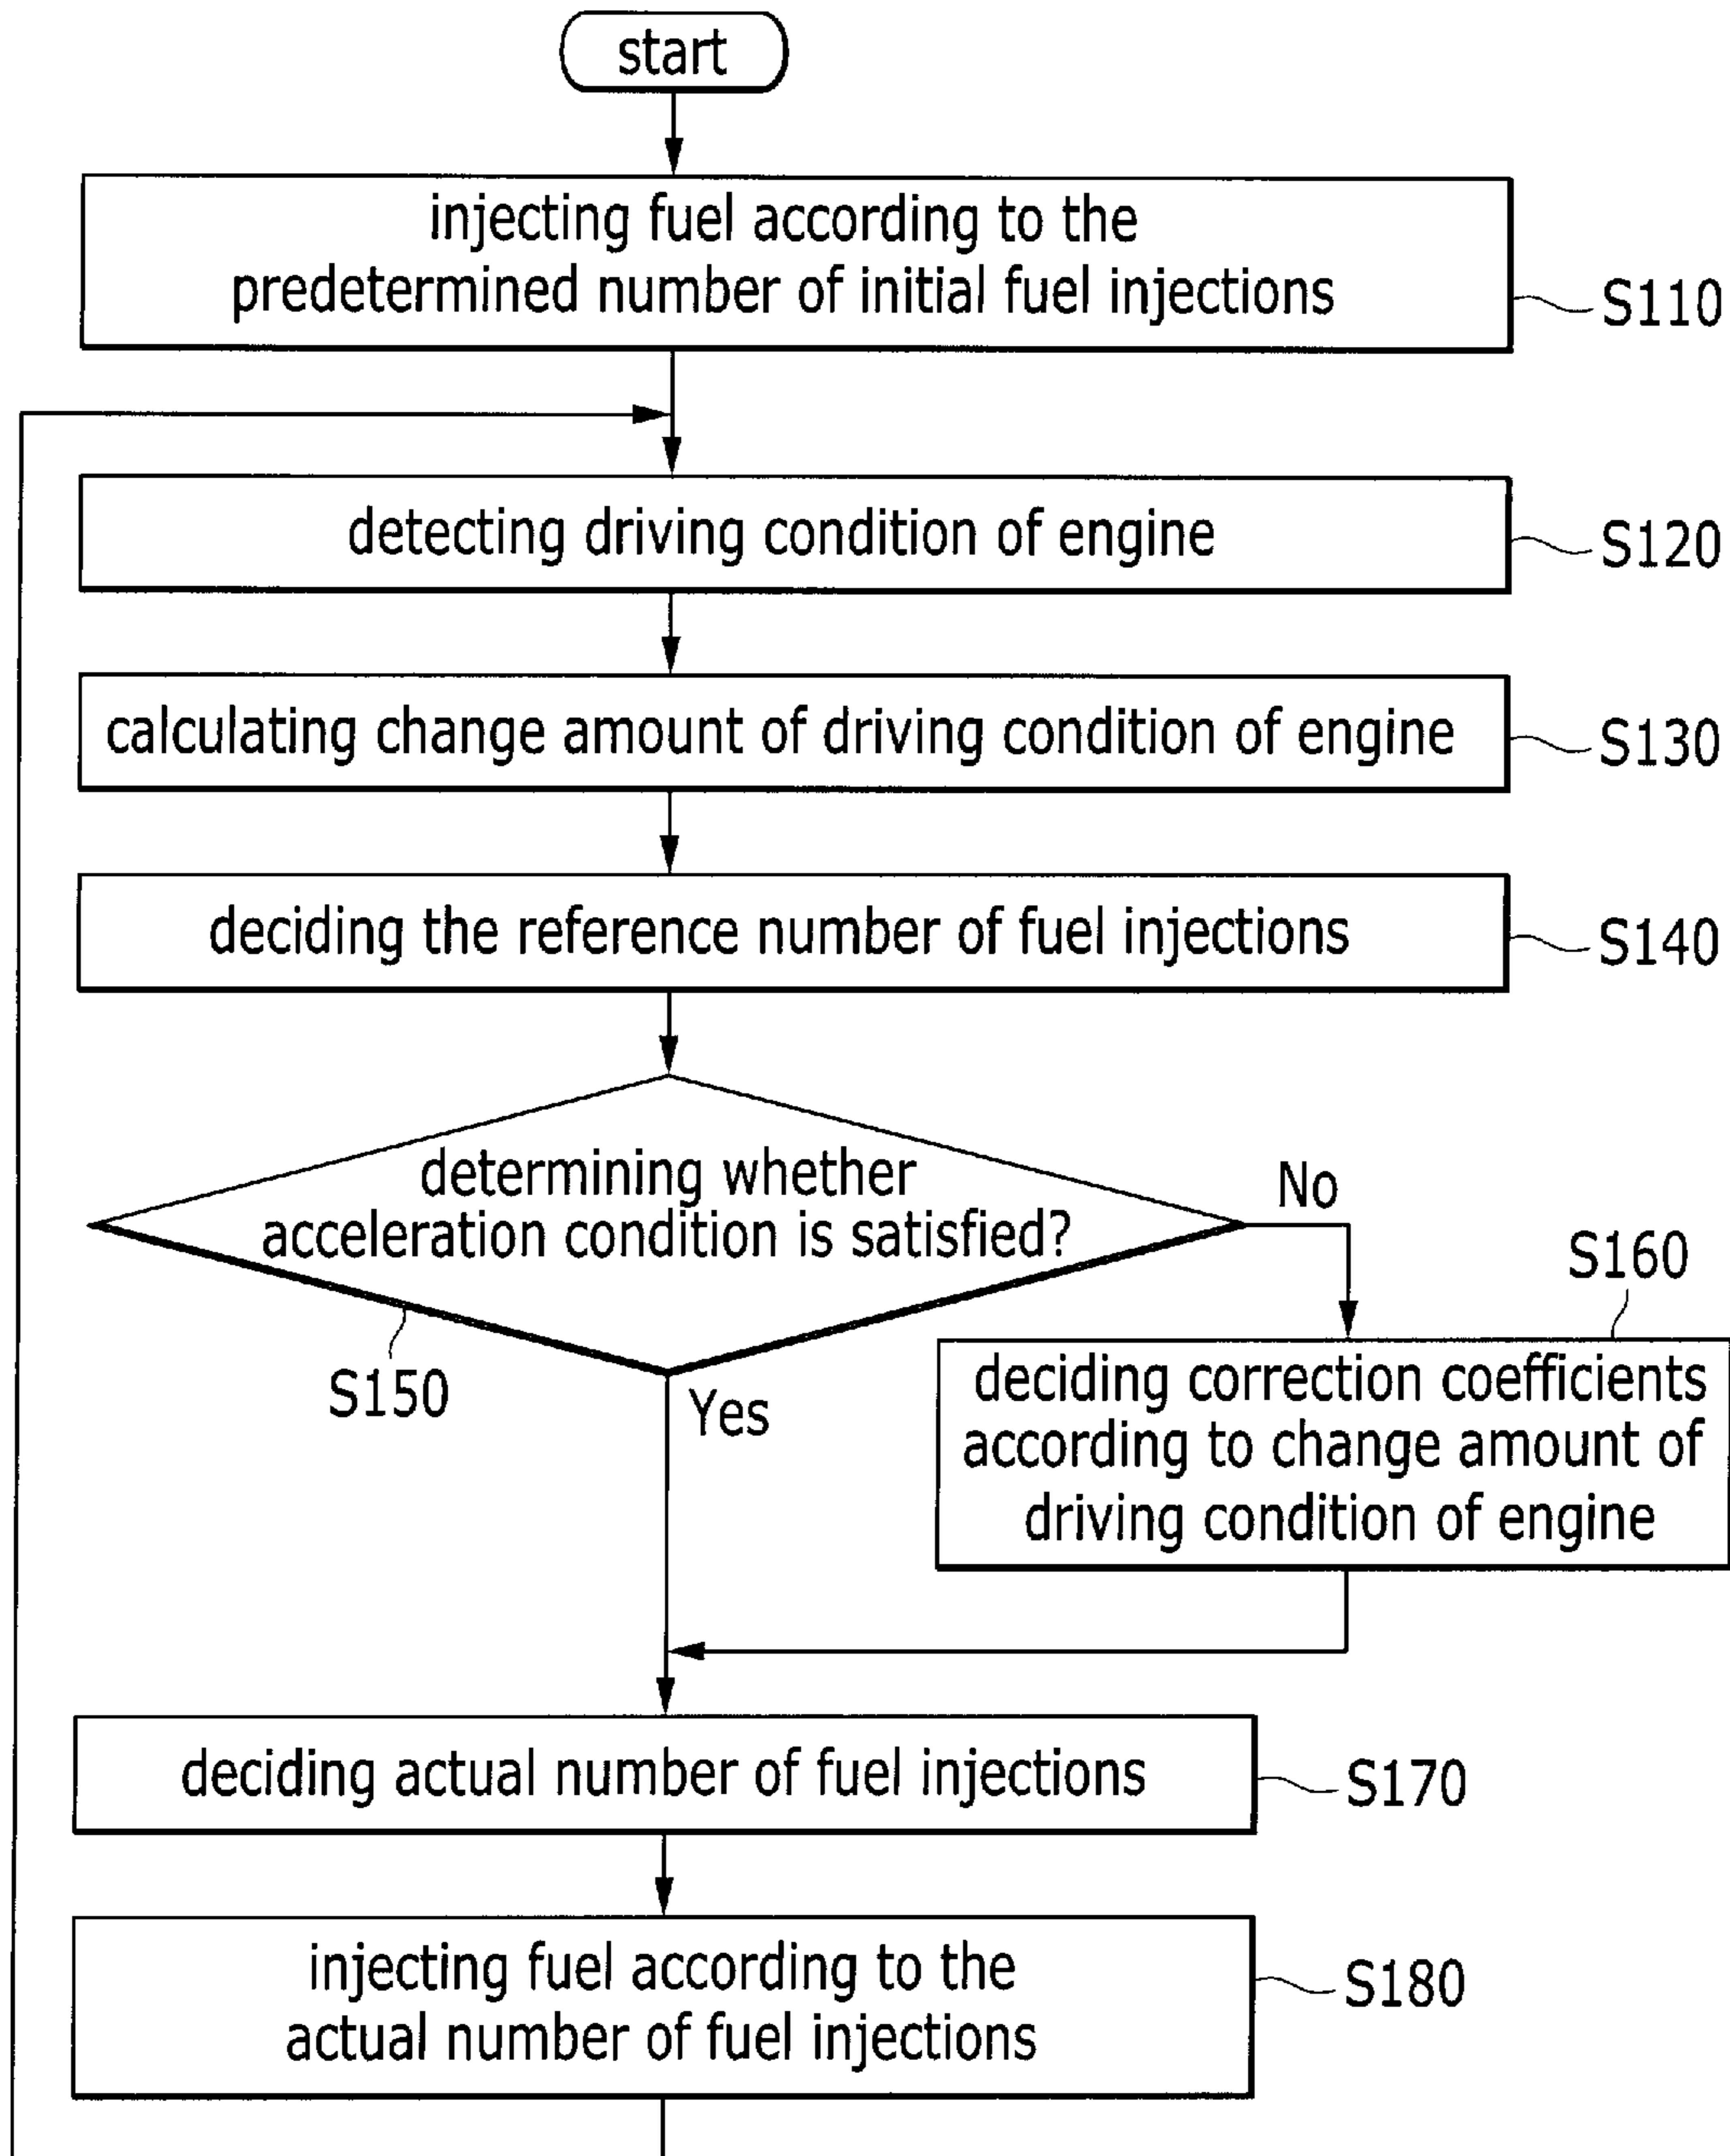 start
injecting fuel according to the
predetermined number of initial fuel injections
S110
detecting driving condition of engine
S120
calculating change amount of driving condition of engine
S130
deciding the reference number of fuel injections
S140
determining whether
acceleration condition is satisfied?
No
S150
Yes
S160
deciding correction coefficients
according to change amount of
driving condition of engine
deciding actual number of fuel injections
S170
injecting fuel according to the
actual number of fuel injections
S180